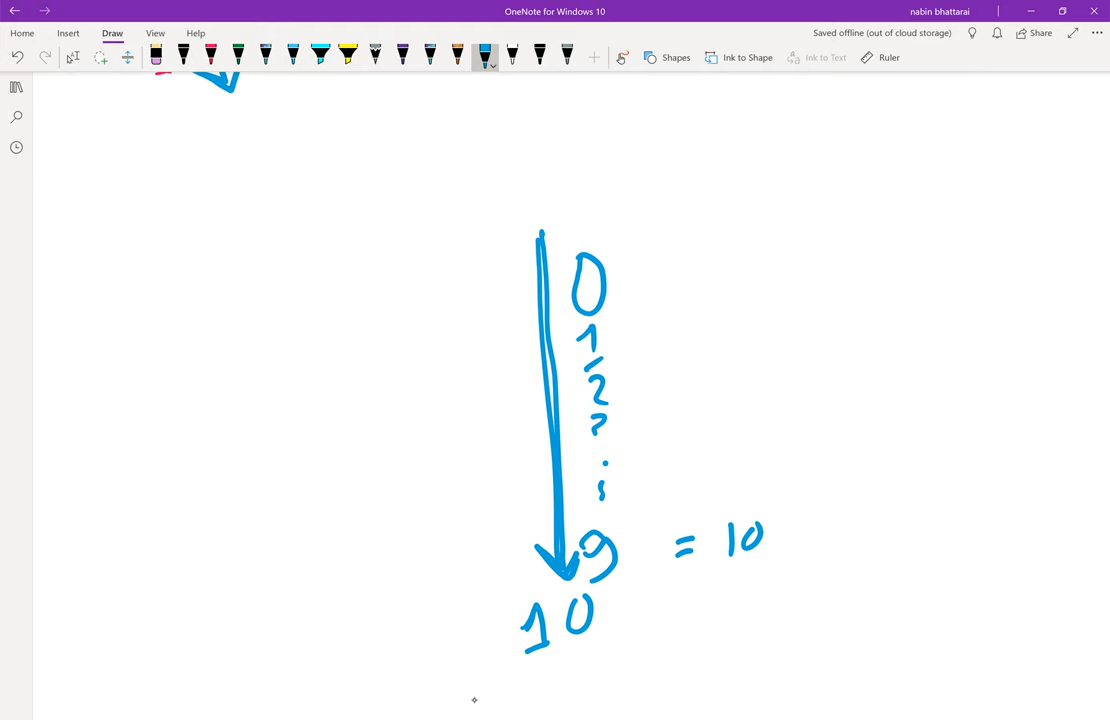 OneNote for Windows 10
nabin bhattarai
Home Insert Draw View Help
Saved offline (out of cloud storage)
Share
Shapes
Ink to Shape
Ink to Text
Ruler
0
1
2
:
9 = 10
10